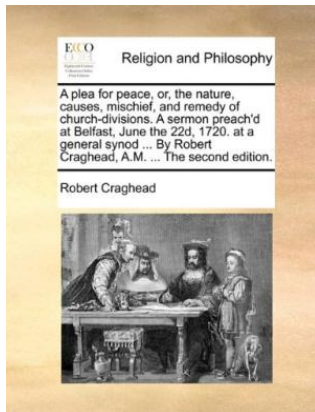 ECCO
Religion and Philosophy
A plea for peace, or, the nature,
causes, mischief, and remedy of
church-divisions. A sermon preach'd
at Belfast, June the 22d, 1720. at a
general synod ... By Robert
Craghead, A.M. ... The second edition.
Robert Craghead